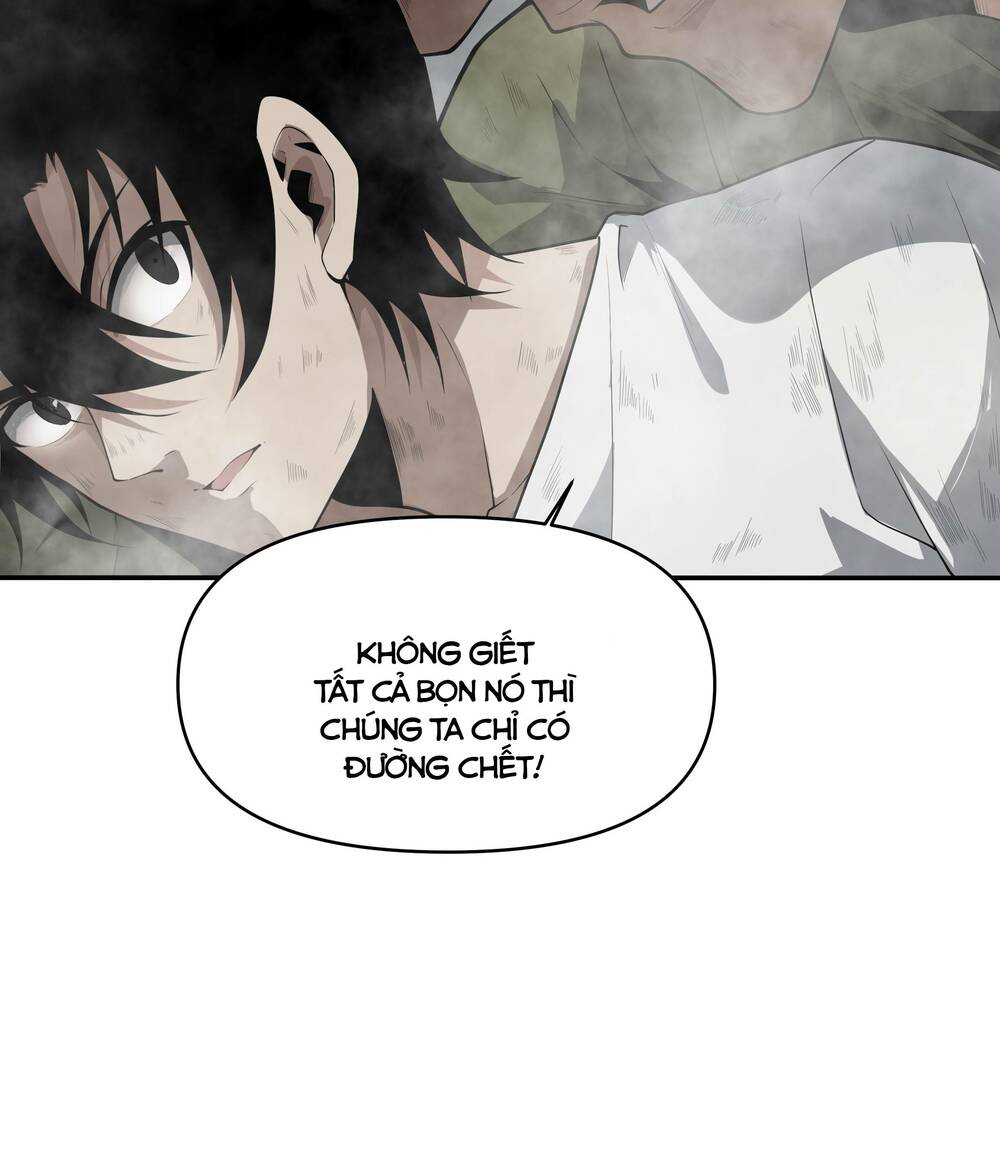 KHÔNG GIẾT
TẤT CẢ BỌN NÓ THÌ
CHÚNG TA CHỈ CÓ
ĐƯỜNG CHẾT!